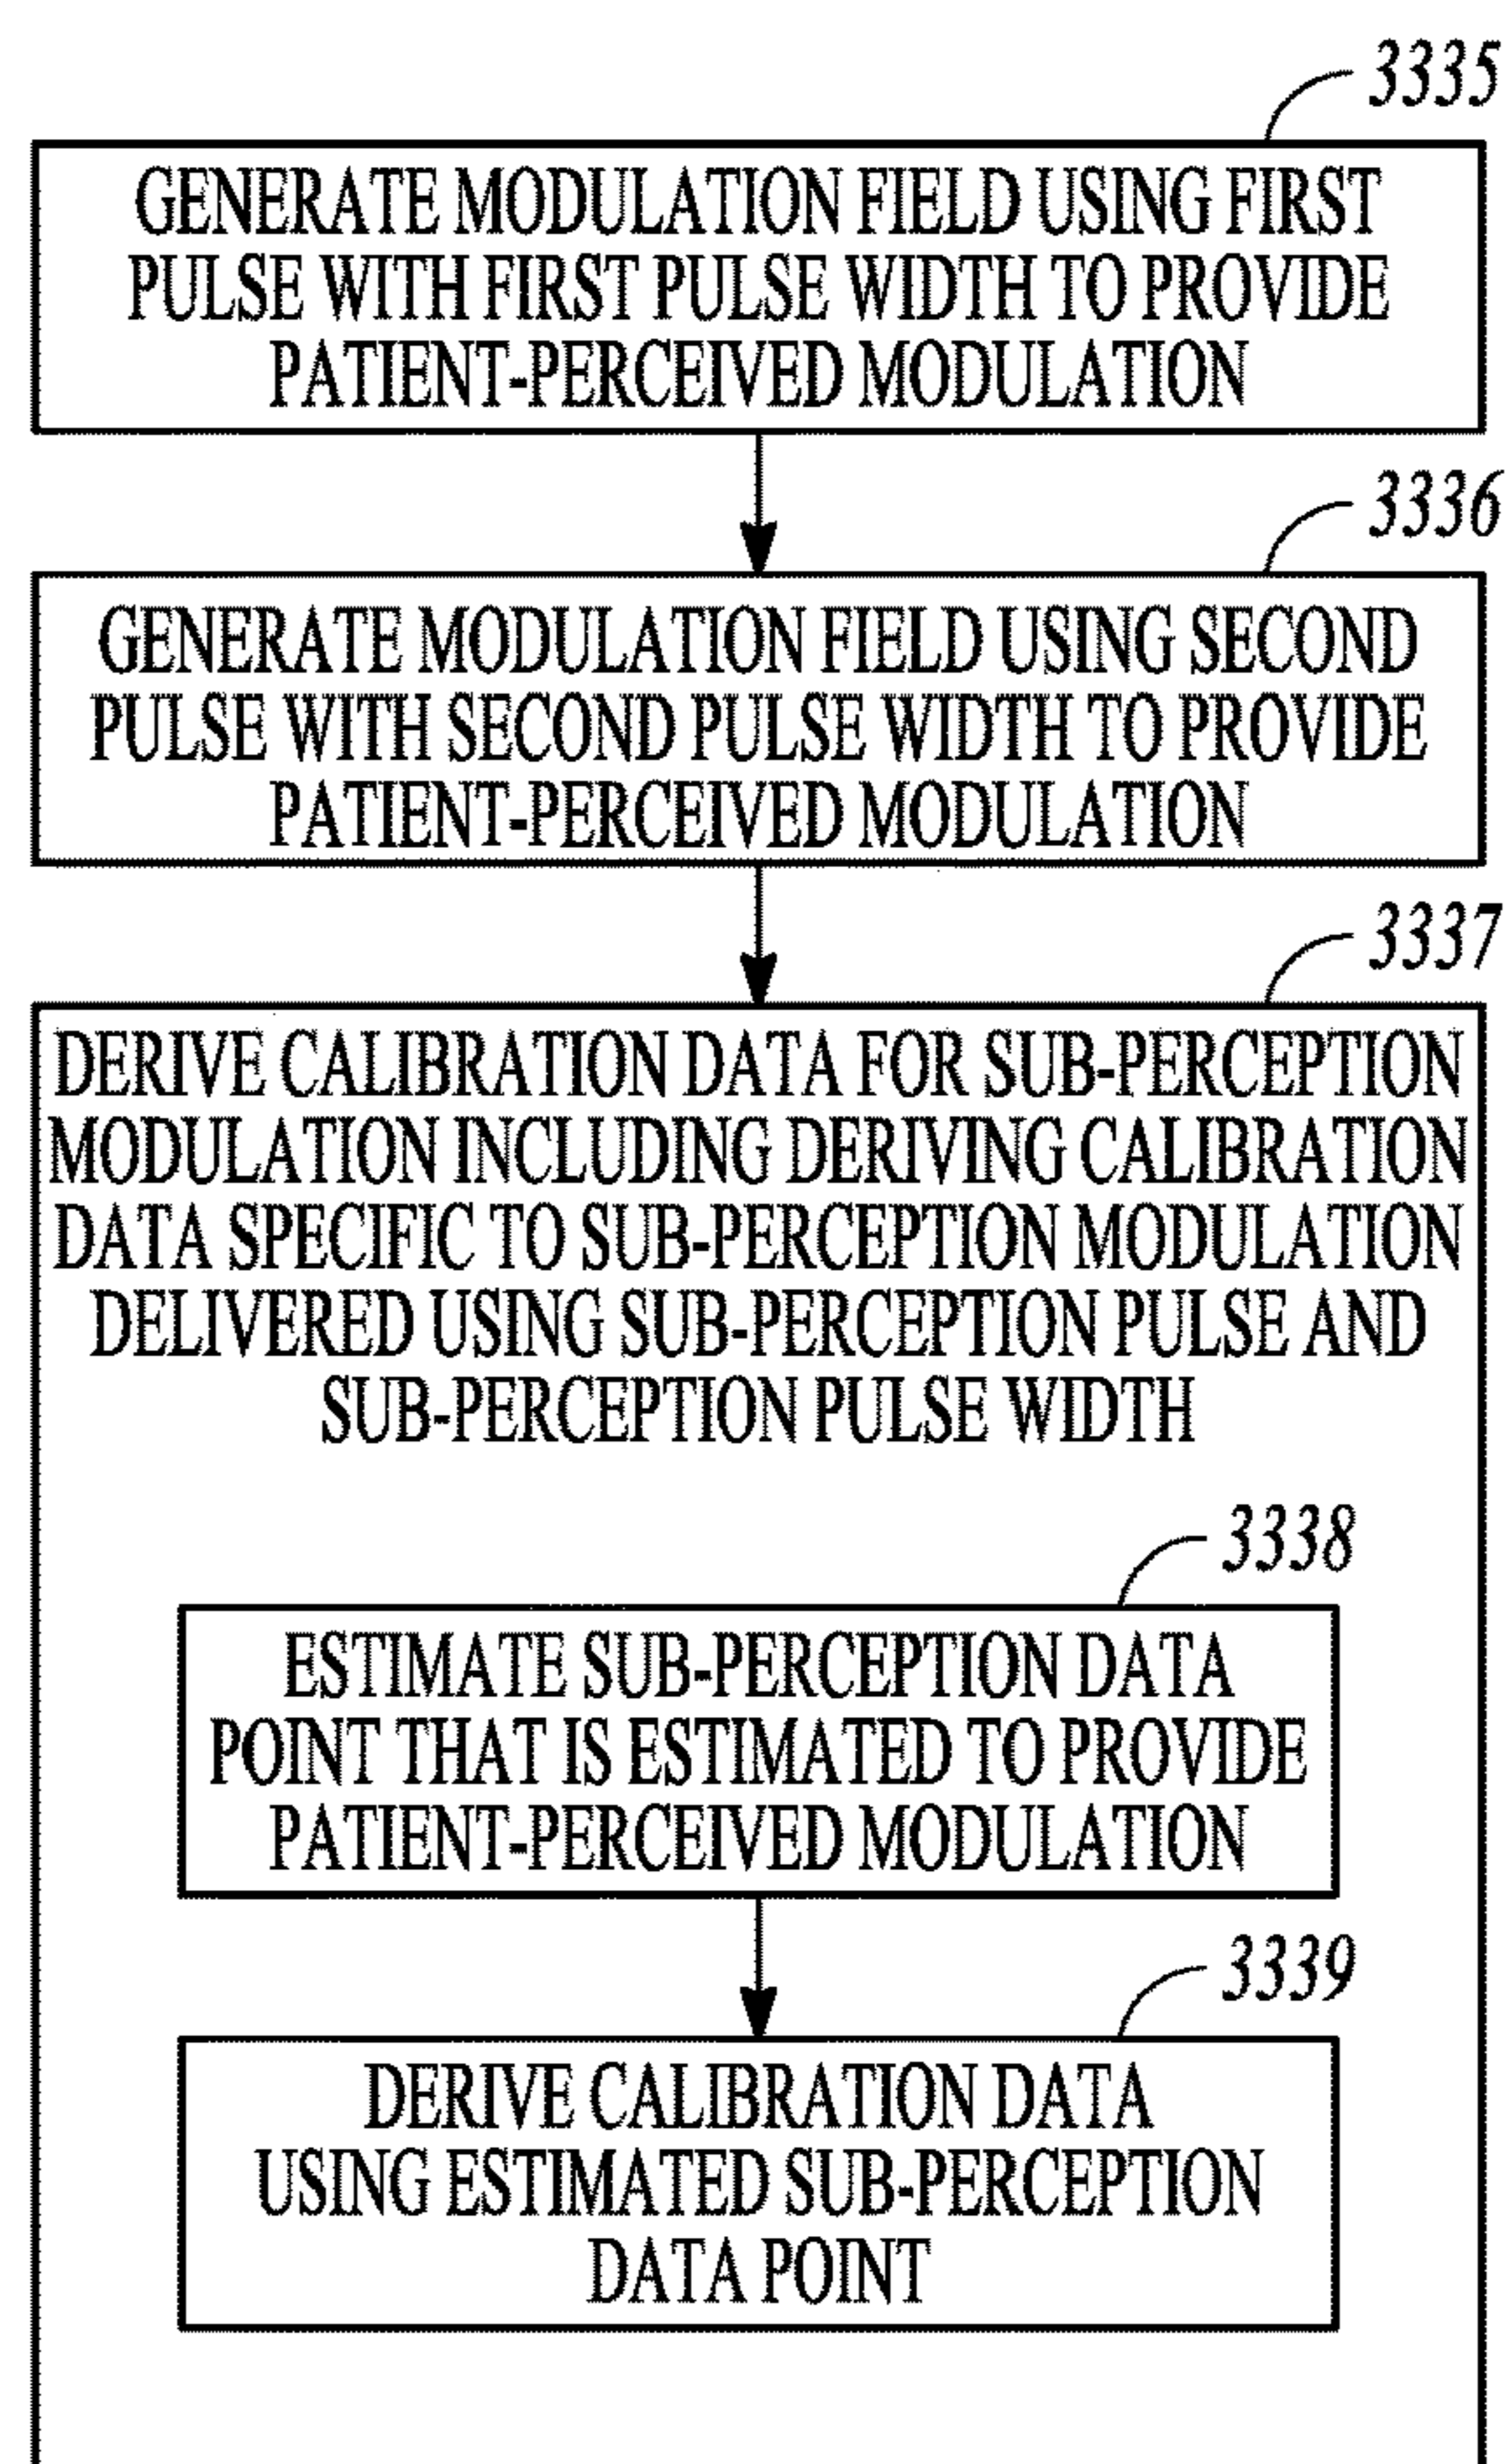 3335
GENERATE MODULATION FIELD USING FIRST
PULSE WITH FIRST PULSE WIDTH TO PROVIDE
PATIENT-PERCEIVED MODULATION
3336
GENERATE MODULATION FIELD USING SECOND
PULSE WITH SECOND PULSE WIDTH TO PROVIDE
PATIENT-PERCEIVED MODULATION
3337
DERIVE CALIBRATION DATA FOR SUB-PERCEPTION
MODULATION INCLUDING DERIVING CALIBRATION
DATA SPECIFIC TO SUB-PERCEPTION MODULATION
DELIVERED USING SUB-PERCEPTION PULSE AND
SUB-PERCEPTION PULSE WIDTH
3338
ESTIMATE SUB-PERCEPTION DATA
POINT THAT IS ESTIMATED TO PROVIDE
PATIENT-PERCEIVED MODULATION
3339
DERIVE CALIBRATION DATA
USING ESTIMATED SUB-PERCEPTION
DATA POINT